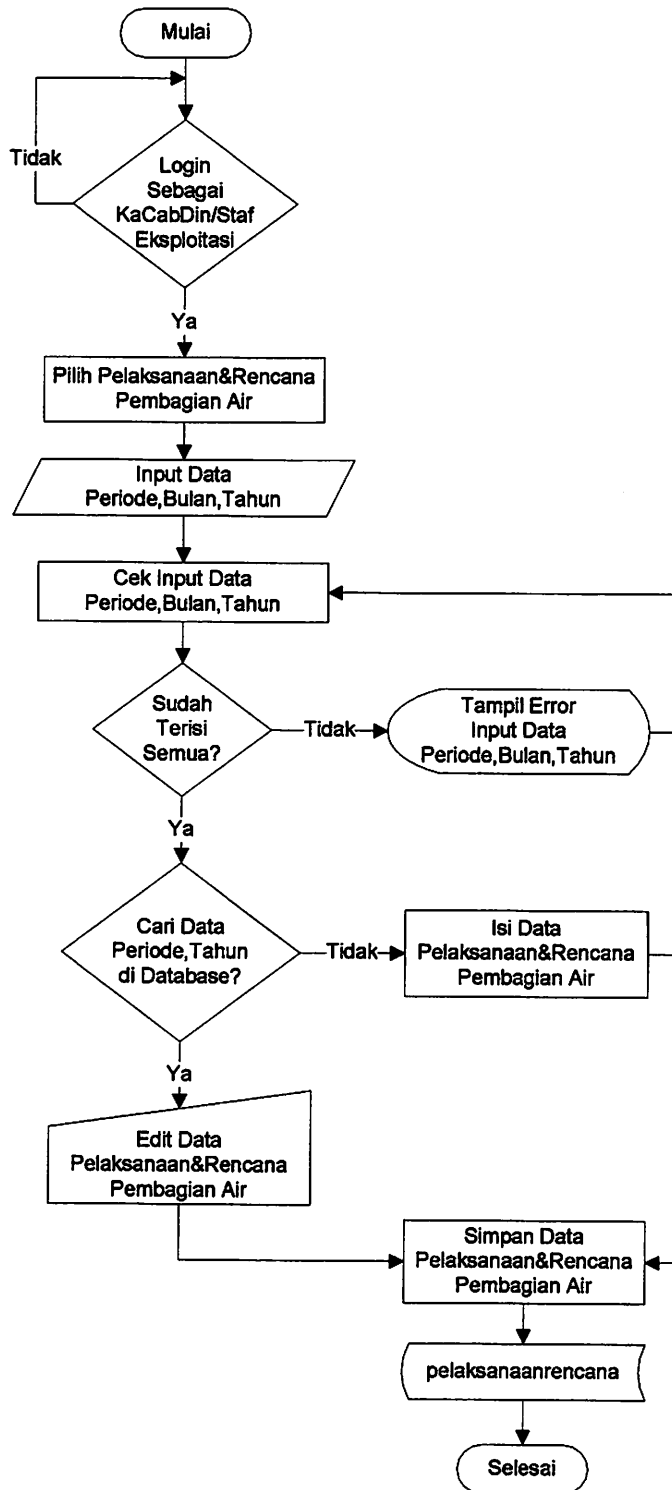 Mulai
Tidak
Login
Sebagai
KaCabDin/Staf
Eksploitasi
Ya
Pilih Pelaksanaan&Rencana
Pembagian Air
Input Data
Periode,Bulan,Tahun
Cek Input Data
Periode,Bulan,Tahun
Sudah
Terisi
Semua?
Tidak
Tampil Error
Input Data
Periode,Bulan,Tahun
Ya
Cari Data
Periode,Tahun
di Database?
Tidak
Isi Data
Pelaksanaan&Rencana
Pembagian Air
Ya
Edit Data
Pelaksanaan&Rencana
Pembagian Air
Simpan Data
Pelaksanaan&Rencana
Pembagian Air
pelaksanaanrencana
Selesai